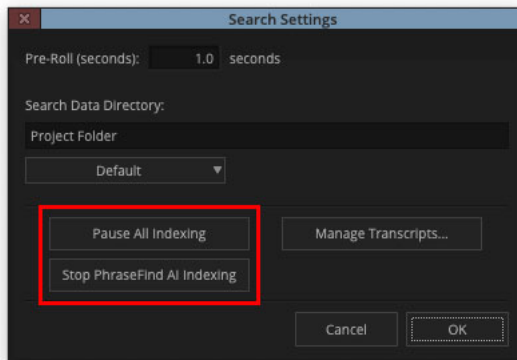 Search Settings
Pre-Roll (seconds): 1.0 seconds
Search Data Directory:
Project Folder
Default
Pause All Indexing Manage Transcripts...
Stop PhraseFind AI Indexing
Cancel OK